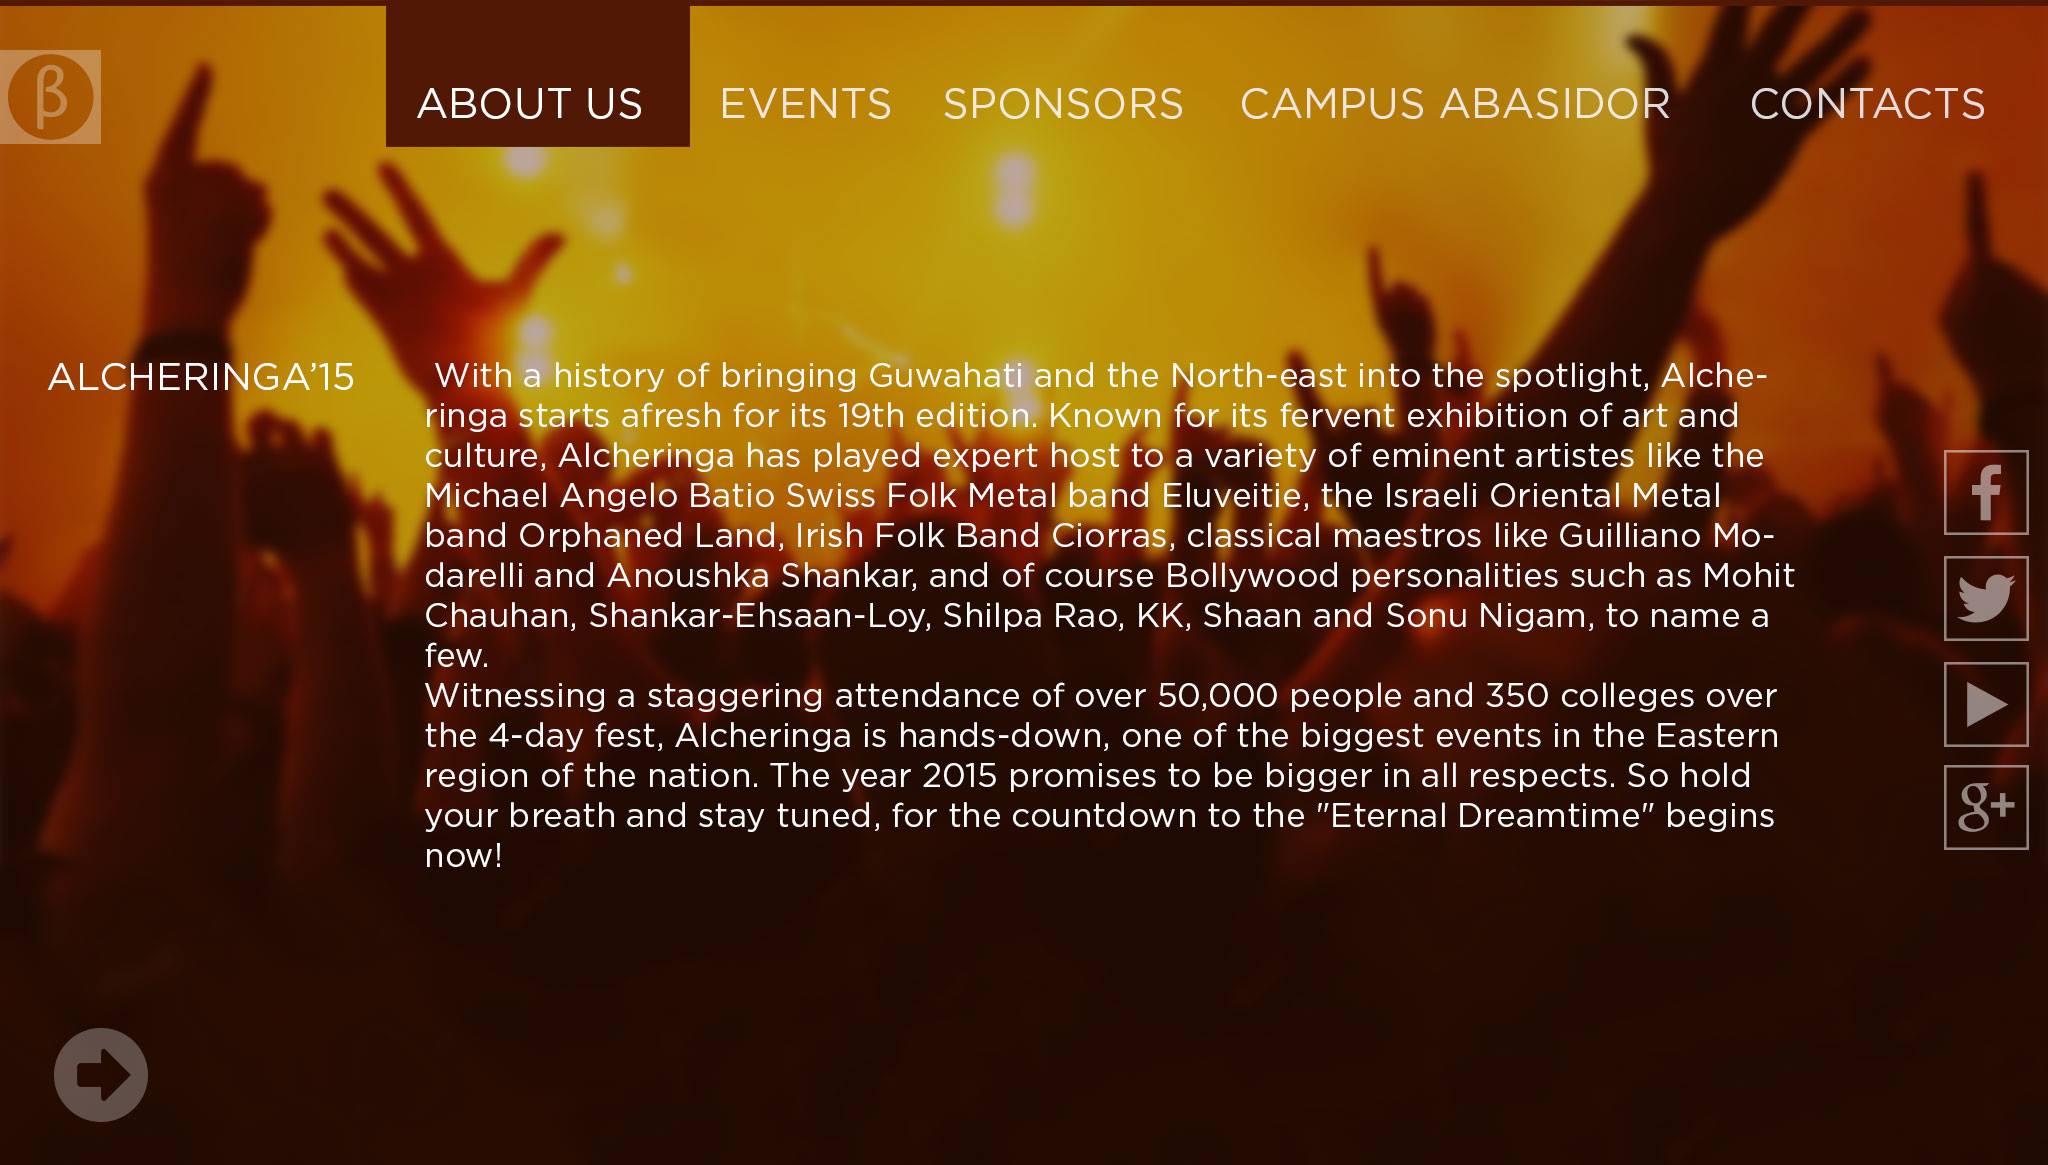 β
ABOUT US
EVENTS
SPONSORS
CAMPUS ABASIDOR
CONTACTS
ALCHERINGA’15
With a history of bringing Guwahati and the North-east into the spotlight, Alche-
ringa starts afresh for its 19th edition. Known for its fervent exhibition of art and
culture, Alcheringa has played expert host to a variety of eminent artistes like the
Michael Angelo Batio Swiss Folk Metal band Eluveitie, the Israeli Oriental Metal
band Orphaned Land, Irish Folk Band Ciorras, classical maestros like Guilliano Mo-
darelli and Anoushka Shankar, and of course Bollywood personalities such as Mohit
Chauhan, Shankar-Ehsaan-Loy, Shilpa Rao, KK, Shaan and Sonu Nigam, to name a
few.
Witnessing a staggering attendance of over 50,000 people and 350 colleges over
the 4-day fest, Alcheringa is hands-down, one of the biggest events in the Eastern
region of the nation. The year 2015 promises to be bigger in all respects. So hold
your breath and stay tuned, for the countdown to the "Eternal Dreamtime" begins
now!
f
g+